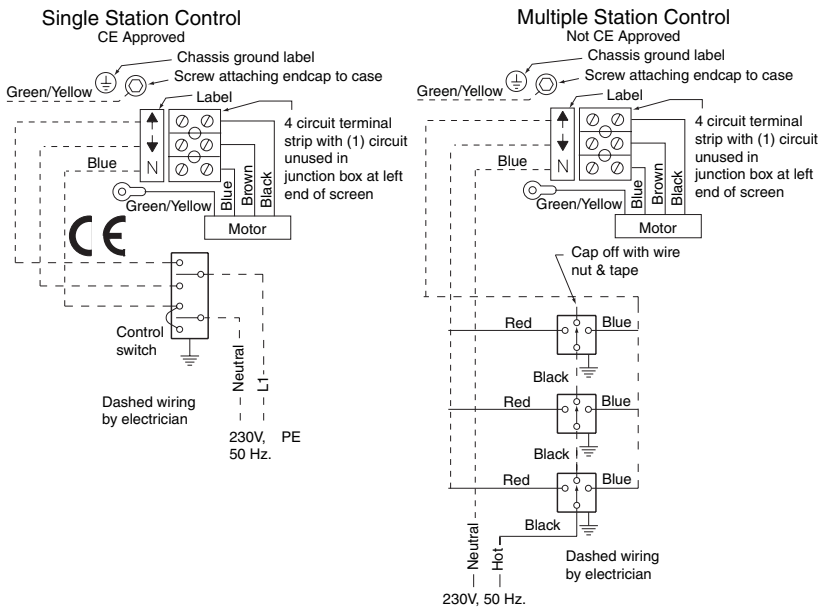 Single Station Control
CE Approved
Chassis ground label
Screw attaching endcap to case
Green/Yellow
Label
4 circuit terminal
strip with (1) circuit
unused in
junction box at left
end of screen
N
Blue
Blue
Brown
Black
Green/Yellow
Motor
CE
Control
switch
Neutral
L1
Dashed wiring
by electrician
230V, PE
50 Hz.
Multiple Station Control
Not CE Approved
Chassis ground label
Screw attaching endcap to case
Green/Yellow
Label
4 circuit terminal
strip with (1) circuit
unused in
junction box at left
end of screen
N
Blue
Blue
Brown
Black
Green/Yellow
Motor
Cap off with wire
nut & tape
Red
Blue
Black
Red
Blue
Black
Red
Blue
Black
Neutral
Hot
Dashed wiring
by electrician
230V, 50 Hz.